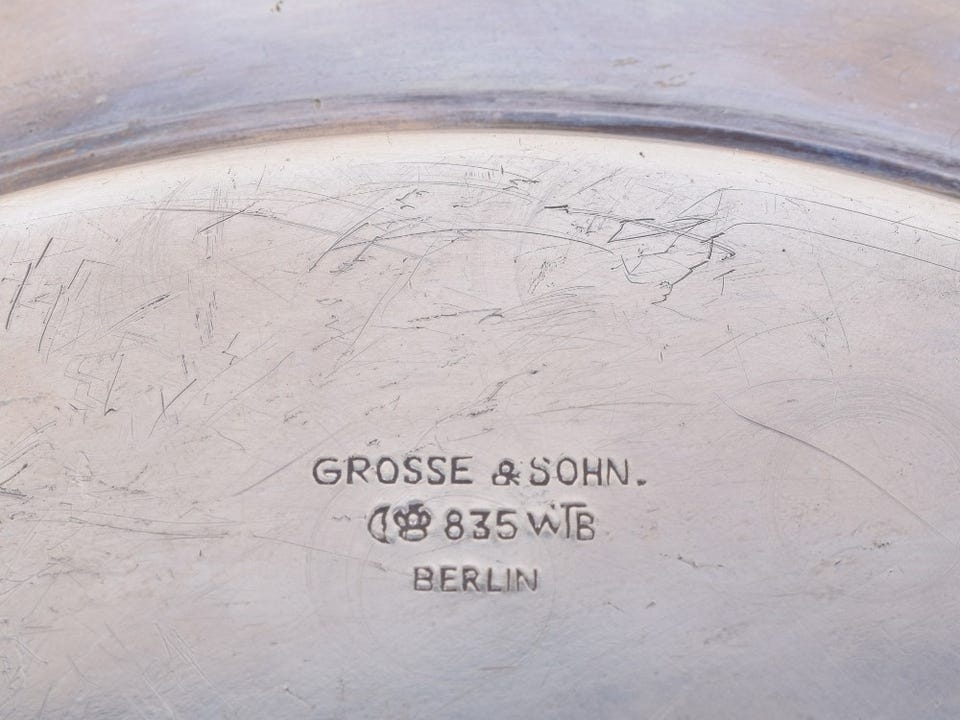 GROSSE & SOHN.
835 WTB
BERLIN